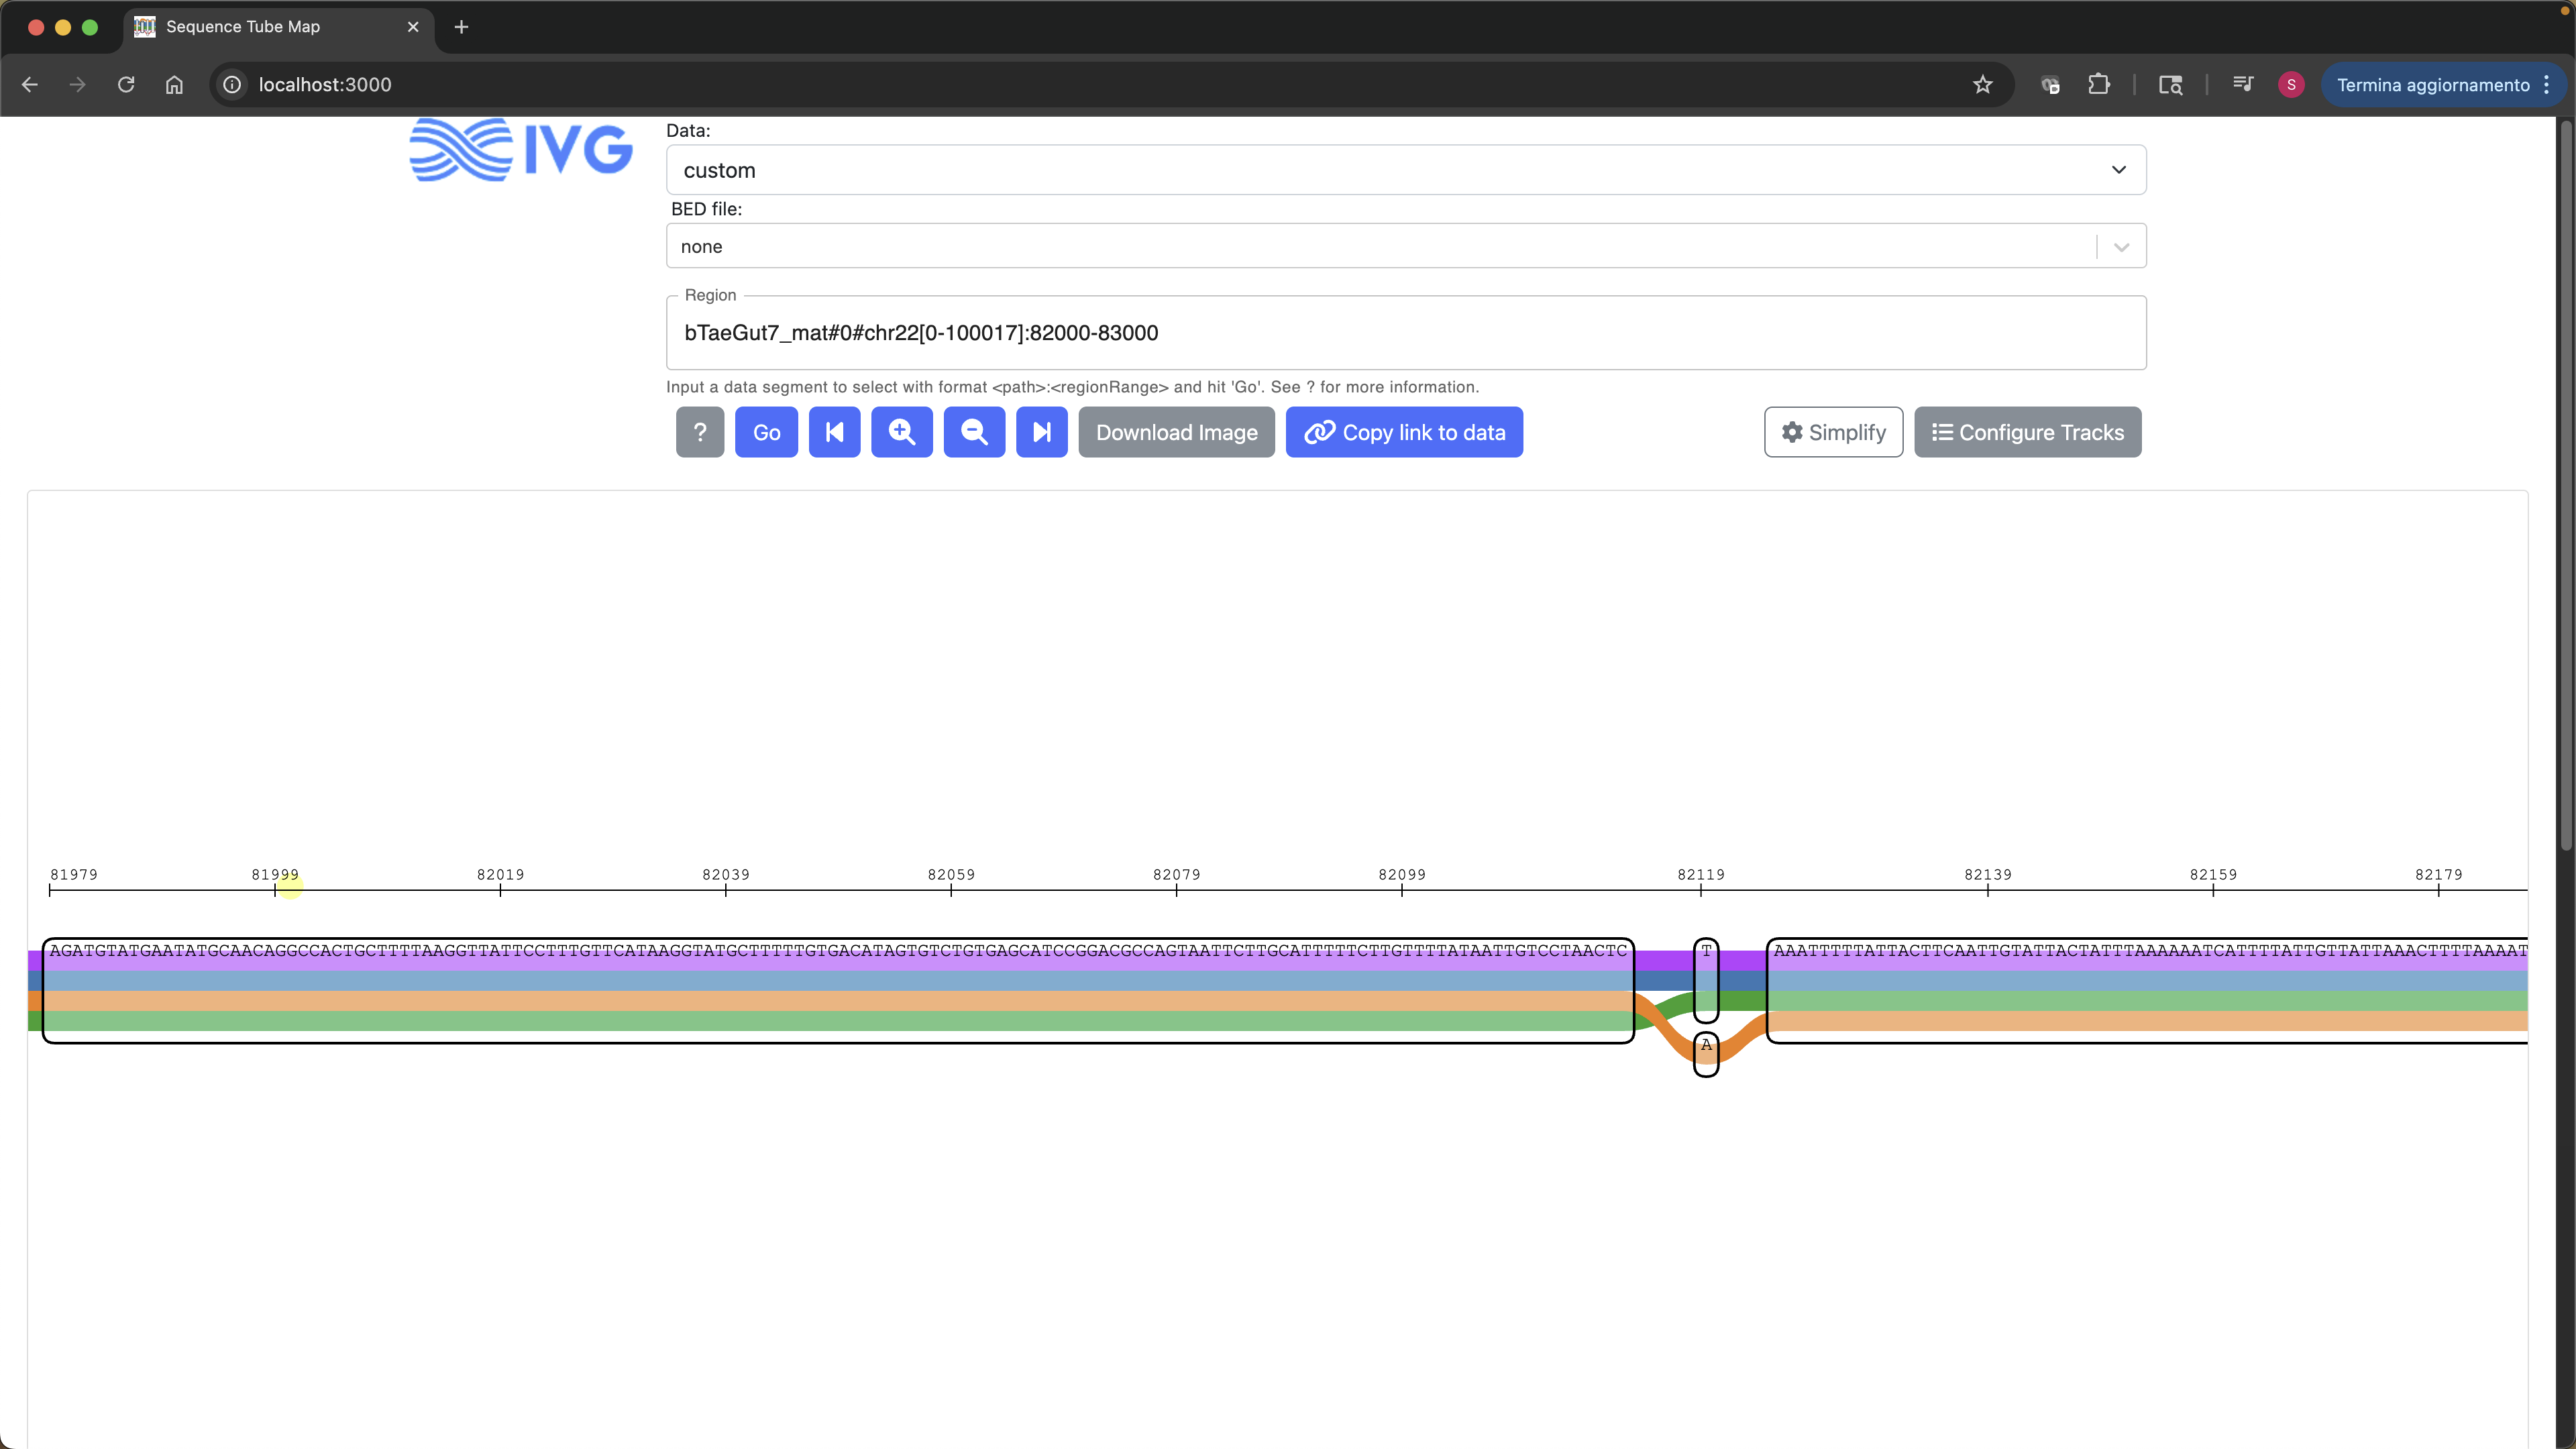 Sequence Tube Map
localhost:3000
S
Termina aggiornamento
IVG
Data:
custom
BED file:
none
Region
bTaeGut7_mat#0#chr22[0-100017]:82000-83000
Input a data segment to select with format <path>:<regionRange> and hit 'Go'. See ? for more information.
? Go Download Image Copy link to data Simplify Configure Tracks
81979 81999 82019 82039 82059 82079 82099 82119 82139 82159 82179
AGATGTATGAATATGCAACAGGCCACTGCTTTTAAGGTTATTCCTTTGTTCATAAGGTATGCTTTTTGTGACATAGTGTCTGTGAGCATCCGGACGCCAGTAATTCTTGCATTTTTCTTGTTTTATAATTGTCCTAACTC T AAATTTTTATTACTTCAATTGTATTACTATTTAAAAAATCATTTTATTGTTATTAAACTTTTAAAAT
A